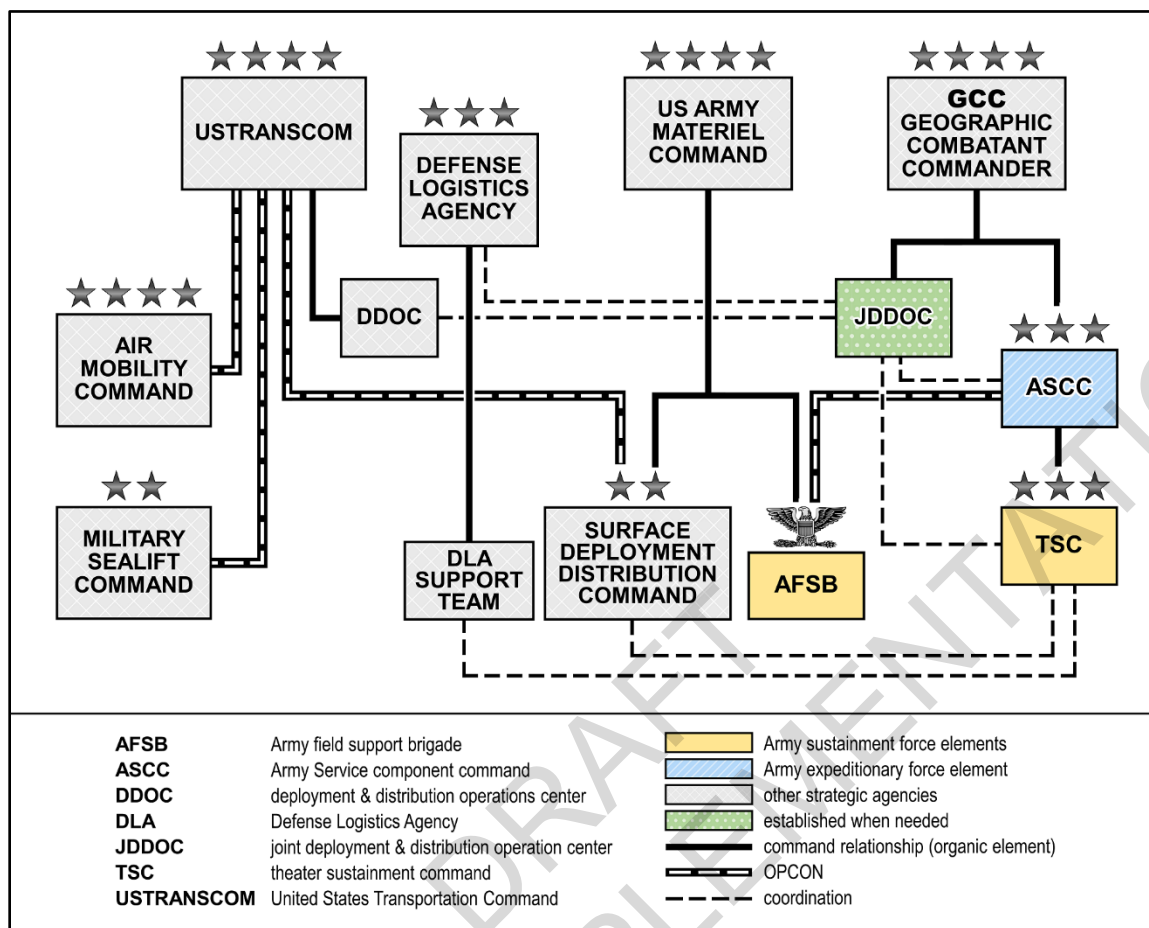 USTRANSCOM
DEFENSE
LOGISTICS
AGENCY
US ARMY
MATERIEL
COMMAND
GCC
GEOGRAPHIC
COMBATANT
COMMANDER
AIR
MOBILITY
COMMAND
DDOC
JDDOC
ASCC
MILITARY
SEALIFT
COMMAND
DLA
SUPPORT
TEAM
SURFACE
DEPLOYMENT
DISTRIBUTION
COMMAND
AFSB
TSC
AFSB Army field support brigade
ASCC Army Service component command
DDOC deployment & distribution operations center
DLA Defense Logistics Agency
JDDOC joint deployment & distribution operation center
TSC theater sustainment command
USTRANSCOM United States Transportation Command
Army sustainment force elements
Army expeditionary force element
other strategic agencies
established when needed
command relationship (organic element)
OPCON
coordination
DRAFT